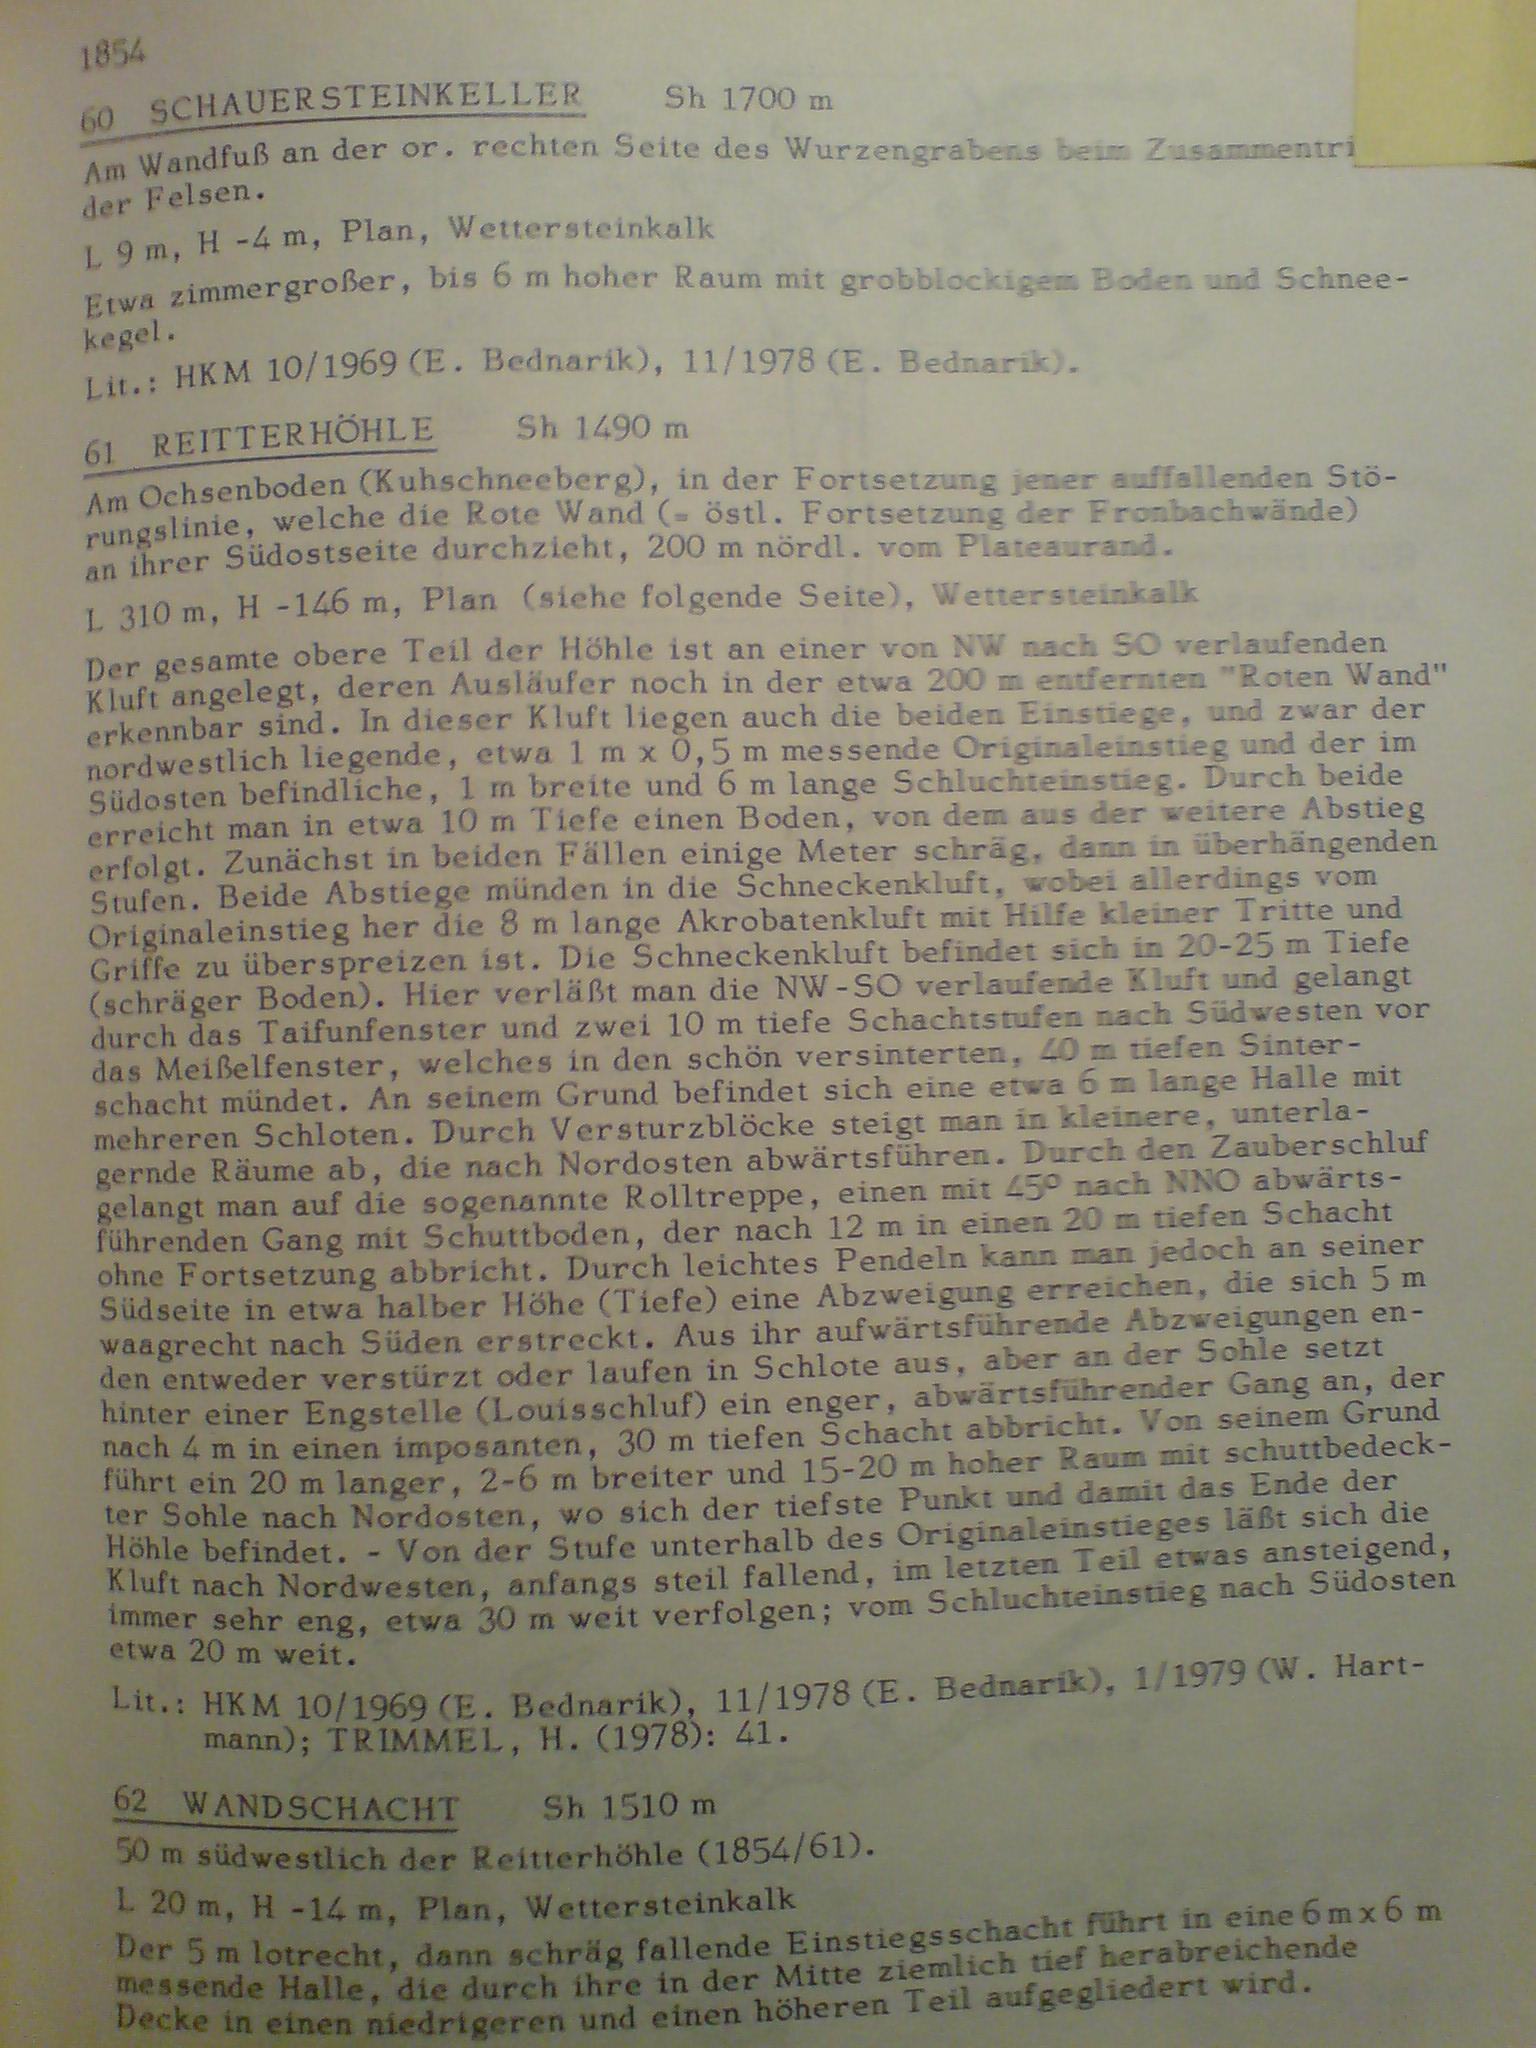 1854
60 SCHAUERSTEINKELLER Sh 1700 m
Am Wandfuß an der or. rechten Seite des Wurzengrabens beim Zusammentri
der Felsen.
L 9 m, H -4 m, Plan, Wettersteinkalk
Etwa zimmergroßer, bis 6 m hoher Raum mit grobblockigem Boden und Schnee-
kegel.
Lit.: HKM 10/1969 (E. Bednarik), 11/1978 (E. Bednarik).
61 REITTERHÖHLE Sh 1490 m
Am Ochsenboden (Kuhschneeberg), in der Fortsetzung jener auffallenden Stö-
rungslinie, welche die Rote Wand (= östl. Fortsetzung der Fronbachwände)
an ihrer Südostseite durchzieht, 200 m nördl. vom Plateaurand.
L 310 m, H -146 m, Plan (siehe folgende Seite), Wettersteinkalk
Der gesamte obere Teil der Höhle ist an einer von NW nach SO verlaufenden
Kluft angelegt, deren Ausläufer noch in der etwa 200 m entfernten "Roten Wand"
erkennbar sind. In dieser Kluft liegen auch die beiden Einstiege, und zwar der
nordwestlich liegende, etwa 1 m x 0,5 m messende Originaleinstieg und der im
Südosten befindliche, 1 m breite und 6 m lange Schluchteinstieg. Durch beide
erreicht man in etwa 10 m Tiefe einen Boden, von dem aus der weitere Abstieg
erfolgt. Zunächst in beiden Fällen einige Meter schräg, dann in überhängenden
Stufen. Beide Abstiege münden in die Schneckenkluft, wobei allerdings vom
Originaleinstieg her die 8 m lange Akrobatenkluft mit Hilfe kleiner Tritte und
Griffe zu überspreizen ist. Die Schneckenkluft befindet sich in 20-25 m Tiefe
(schräger Boden). Hier verläßt man die NW-SO verlaufende Kluft und gelangt
durch das Taifunfenster und zwei 10 m tiefe Schachtstufen nach Südwesten vor
das Meißelfenster, welches in den schön versinterten, 40 m tiefen Sinter-
schacht mündet. An seinem Grund befindet sich eine etwa 6 m lange Halle mit
mehreren Schloten. Durch Versturzblöcke steigt man in kleinere, unterla-
gernde Räume ab, die nach Nordosten abwärtsführen. Durch den Zauberschluf
gelangt man auf die sogenannte Rolltreppe, einen mit 45° nach NNO abwärts-
führenden Gang mit Schuttboden, der nach 12 m in einen 20 m tiefen Schacht
ohne Fortsetzung abbricht. Durch leichtes Pendeln kann man jedoch an seiner
Südseite in etwa halber Höhe (Tiefe) eine Abzweigung erreichen, die sich 5 m
waagrecht nach Süden erstreckt. Aus ihr aufwärtsführende Abzweigungen en-
den entweder verstürzt oder laufen in Schlote aus, aber an der Sohle setzt
hinter einer Engstelle (Louisschluf) ein enger, abwärtsführender Gang an, der
nach 4 m in einen imposanten, 30 m tiefen Schacht abbricht. Von seinem Grund
führt ein 20 m langer, 2-6 m breiter und 15-20 m hoher Raum mit schuttbedeck-
ter Sohle nach Nordosten, wo sich der tiefste Punkt und damit das Ende der
Höhle befindet. - Von der Stufe unterhalb des Originaleinstieges läßt sich die
Kluft nach Nordwesten, anfangs steil fallend, im letzten Teil etwas ansteigend,
immer sehr eng, etwa 30 m weit verfolgen; vom Schluchteinstieg nach Südosten
etwa 20 m weit.
Lit.: HKM 10/1969 (E. Bednarik), 11/1978 (E. Bednarik), 1/1979 (W. Hart-
mann); TRIMMEL, H. (1978): 41.
62 WANDSCHACHT Sh 1510 m
50 m südwestlich der Reitterhöhle (1854/61).
L 20 m, H -14 m, Plan, Wettersteinkalk
Der 5 m lotrecht, dann schräg fallende Einstiegsschacht führt in eine 6 m x 6 m
messende Halle, die durch ihre in der Mitte ziemlich tief herabreichende
Decke in einen niedrigeren und einen höheren Teil aufgegliedert wird.